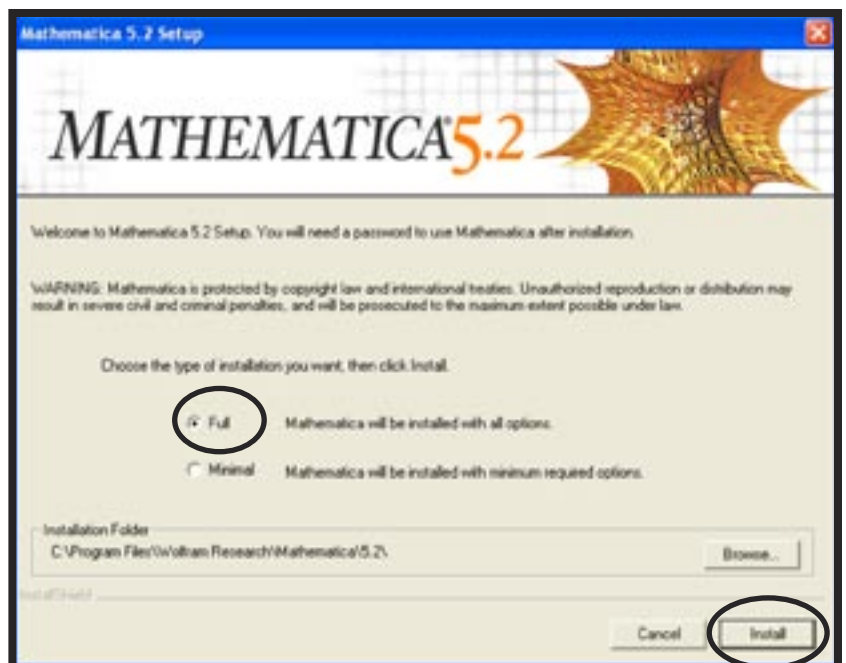 Mathematica 5.2 Setup
MATHEMATICA 5.2
Welcome to Mathematica 5.2 Setup. You will need a password to use Mathematica after installation.
WARNING: Mathematica is protected by copyright law and international treaties. Unauthorized reproduction or distribution may
result in severe civil and criminal penalties, and will be prosecuted to the maximum extent possible under law.
Choose the type of installation you want, then click Install.
Full Mathematica will be installed with all options.
Minimal Mathematica will be installed with minimum required options.
Installation Folder
C:\Program Files\Wolfram Research\Mathematica\5.2\
Browse...
InstallShield
Cancel Install